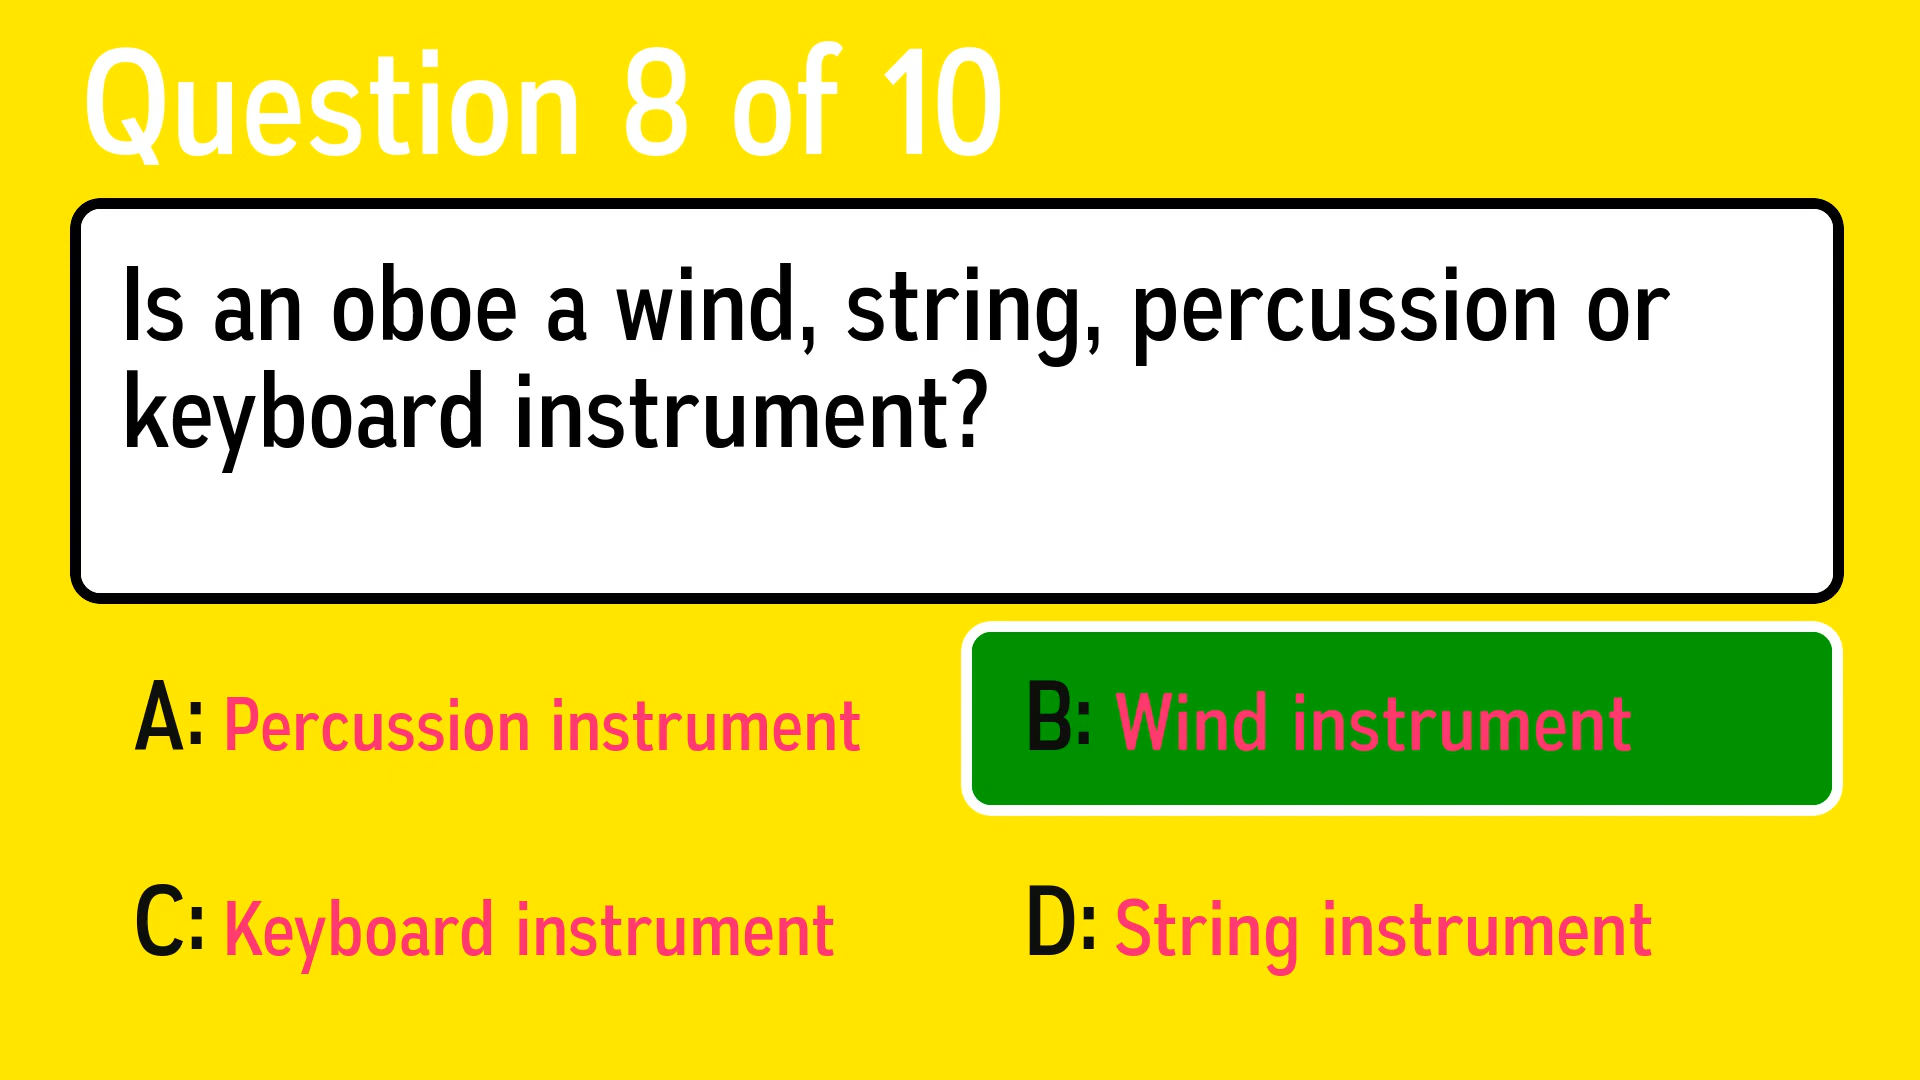 Question 8 of 10
Is an oboe a wind, string, percussion or
keyboard instrument?
A: Percussion instrument
B: Wind instrument
C: Keyboard instrument
D: String instrument